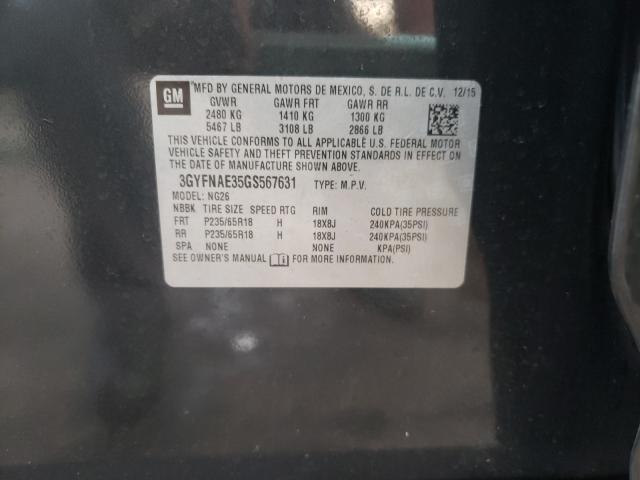 GM
*MFD BY GENERAL MOTORS DE MEXICO, S. DE R.L. DE C.V. 12/15
GVWR GAWR FRT GAWR RR
2480 KG 1410 KG 1300 KG
5467 LB 3108 LB 2866 LB
THIS VEHICLE CONFORMS TO ALL APPLICABLE U.S. FEDERAL MOTOR
VEHICLE SAFETY AND THEFT PREVENTION STANDARDS IN EFFECT ON
THE DATE OF MANUFACTURE SHOWN ABOVE.
3GYFNAE35GS567631 TYPE: M.P.V.
MODEL: NG26
NBBK TIRE SIZE SPEED RTG RIM COLD TIRE PRESSURE
FRT P235/65R18 H 18X8J 240KPA(35PSI)
RR P235/65R18 H 18X8J 240KPA(35PSI)
SPA NONE NONE KPA(PSI)
SEE OWNER'S MANUAL FOR MORE INFORMATION.